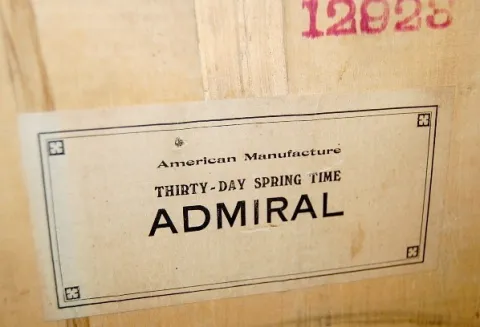 12928
American Manufacture
THIRTY-DAY SPRING TIME
ADMIRAL